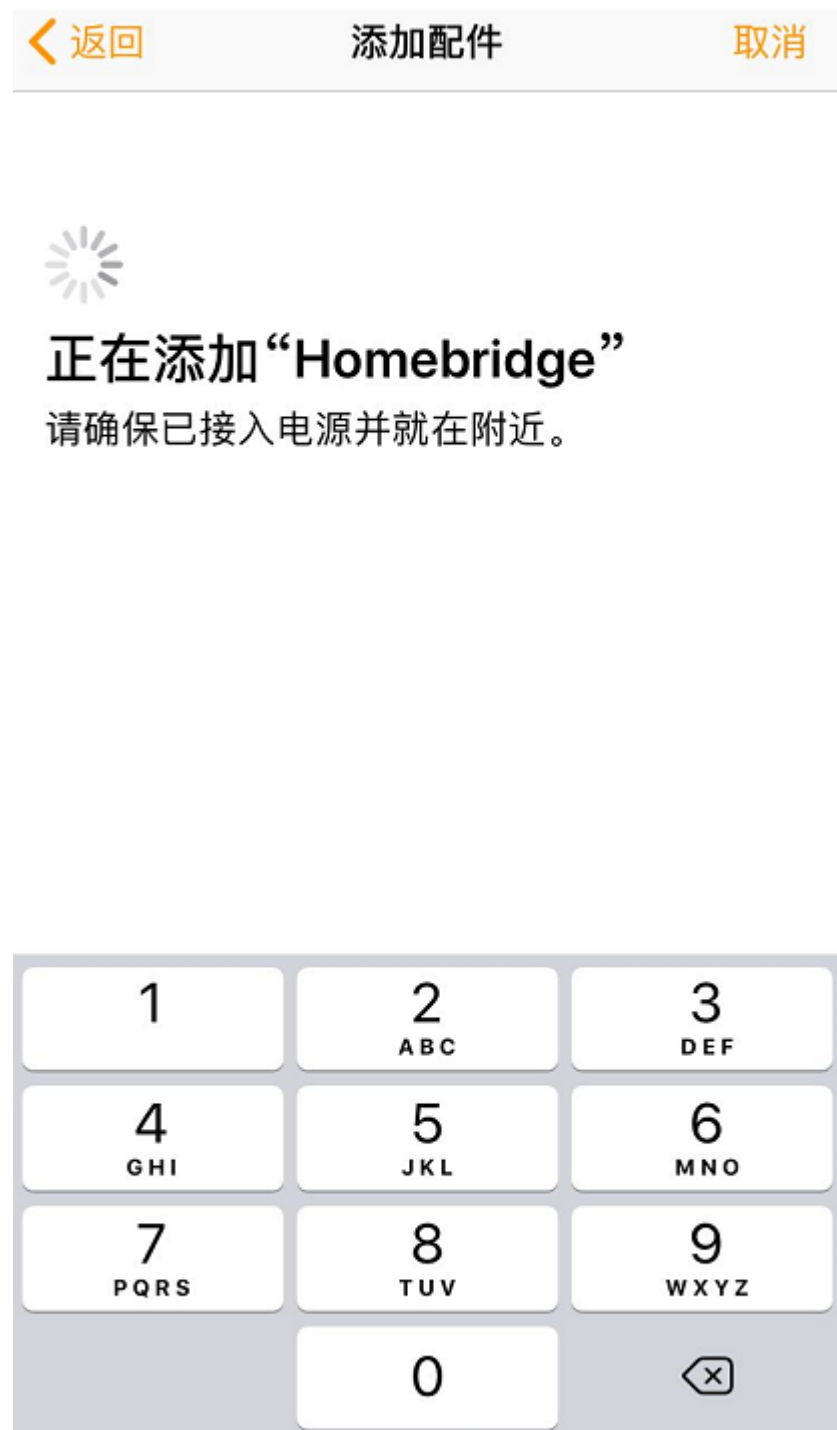 返回 添加配件 取消
正在添加“Homebridge”
请确保已接入电源并就在附近。
1 2 3
ABC DEF
4 5 6
GHI JKL MNO
7 8 9
PQRS TUV WXYZ
0